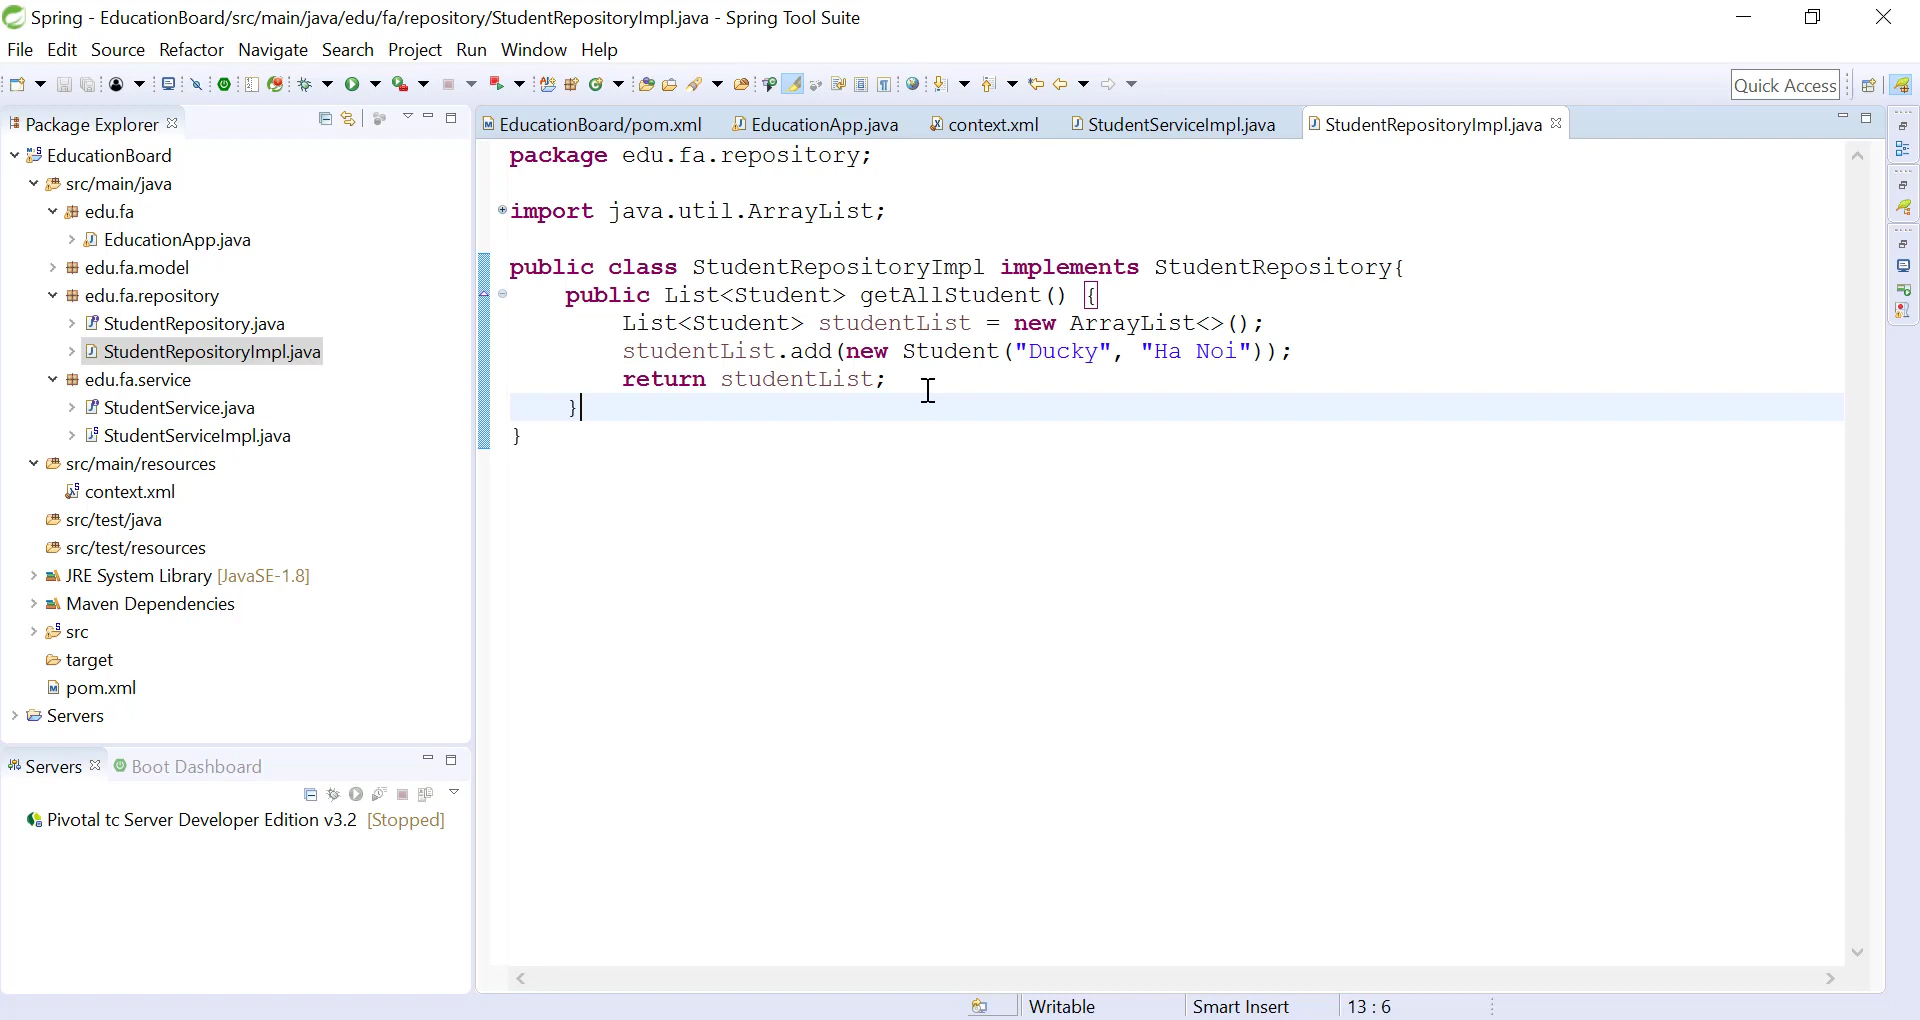 Spring - EducationBoard/src/main/java/edu/fa/repository/StudentRepositoryImpl.java - Spring Tool Suite
File Edit Source Refactor Navigate Search Project Run Window Help
Quick Access
Package Explorer
EducationBoard
src/main/java
edu.fa
EducationApp.java
edu.fa.model
edu.fa.repository
StudentRepository.java
StudentRepositoryImpl.java
edu.fa.service
StudentService.java
StudentServiceImpl.java
src/main/resources
context.xml
src/test/java
src/test/resources
JRE System Library [JavaSE-1.8]
Maven Dependencies
src
target
pom.xml
Servers
Servers Boot Dashboard
Pivotal tc Server Developer Edition v3.2 [Stopped]
EducationBoard/pom.xml EducationApp.java context.xml StudentServiceImpl.java StudentRepositoryImpl.java
package edu.fa.repository;
import java.util.ArrayList;
public class StudentRepositoryImpl implements StudentRepository{
public List<Student> getAllStudent() {
List<Student> studentList = new ArrayList<>();
studentList.add(new Student("Ducky", "Ha Noi"));
return studentList;
}
}
Writable Smart Insert 13 : 6